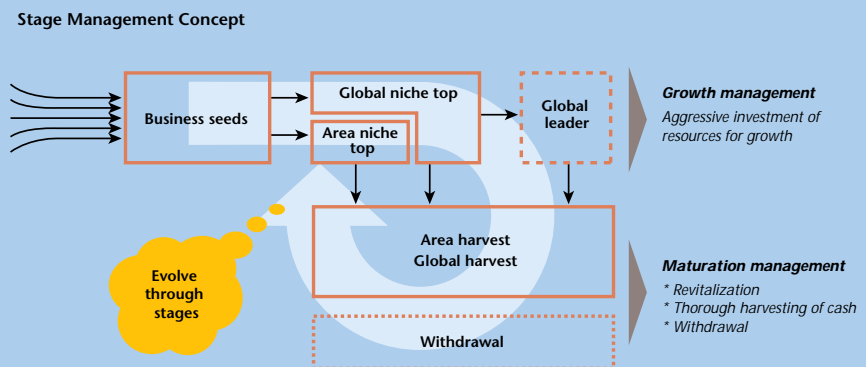 Stage Management Concept
Business seeds
Global niche top
Area niche
top
Global
leader
Growth management
Aggressive investment of
resources for growth
Area harvest
Global harvest
Evolve
through
stages
Maturation management
* Revitalization
* Thorough harvesting of cash
* Withdrawal
Withdrawal